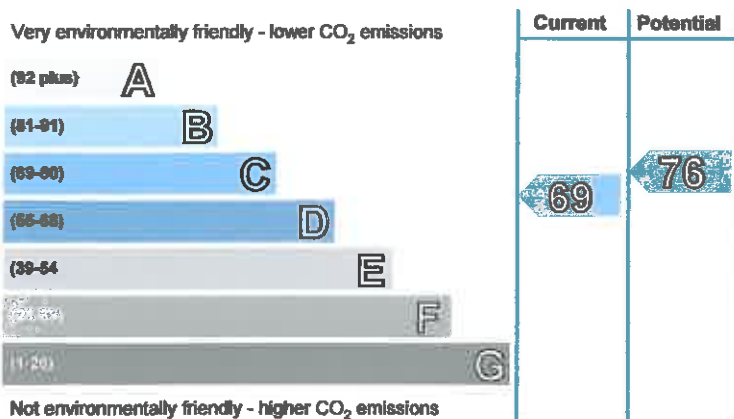 Very environmentally friendly - lower CO₂ emissions
Current
Potential
(92 plus) A
(81-91) B
(69-80) C
(55-68) D
(39-54 E
F
(1-20) G
69
76
Not environmentally friendly - higher CO₂ emissions